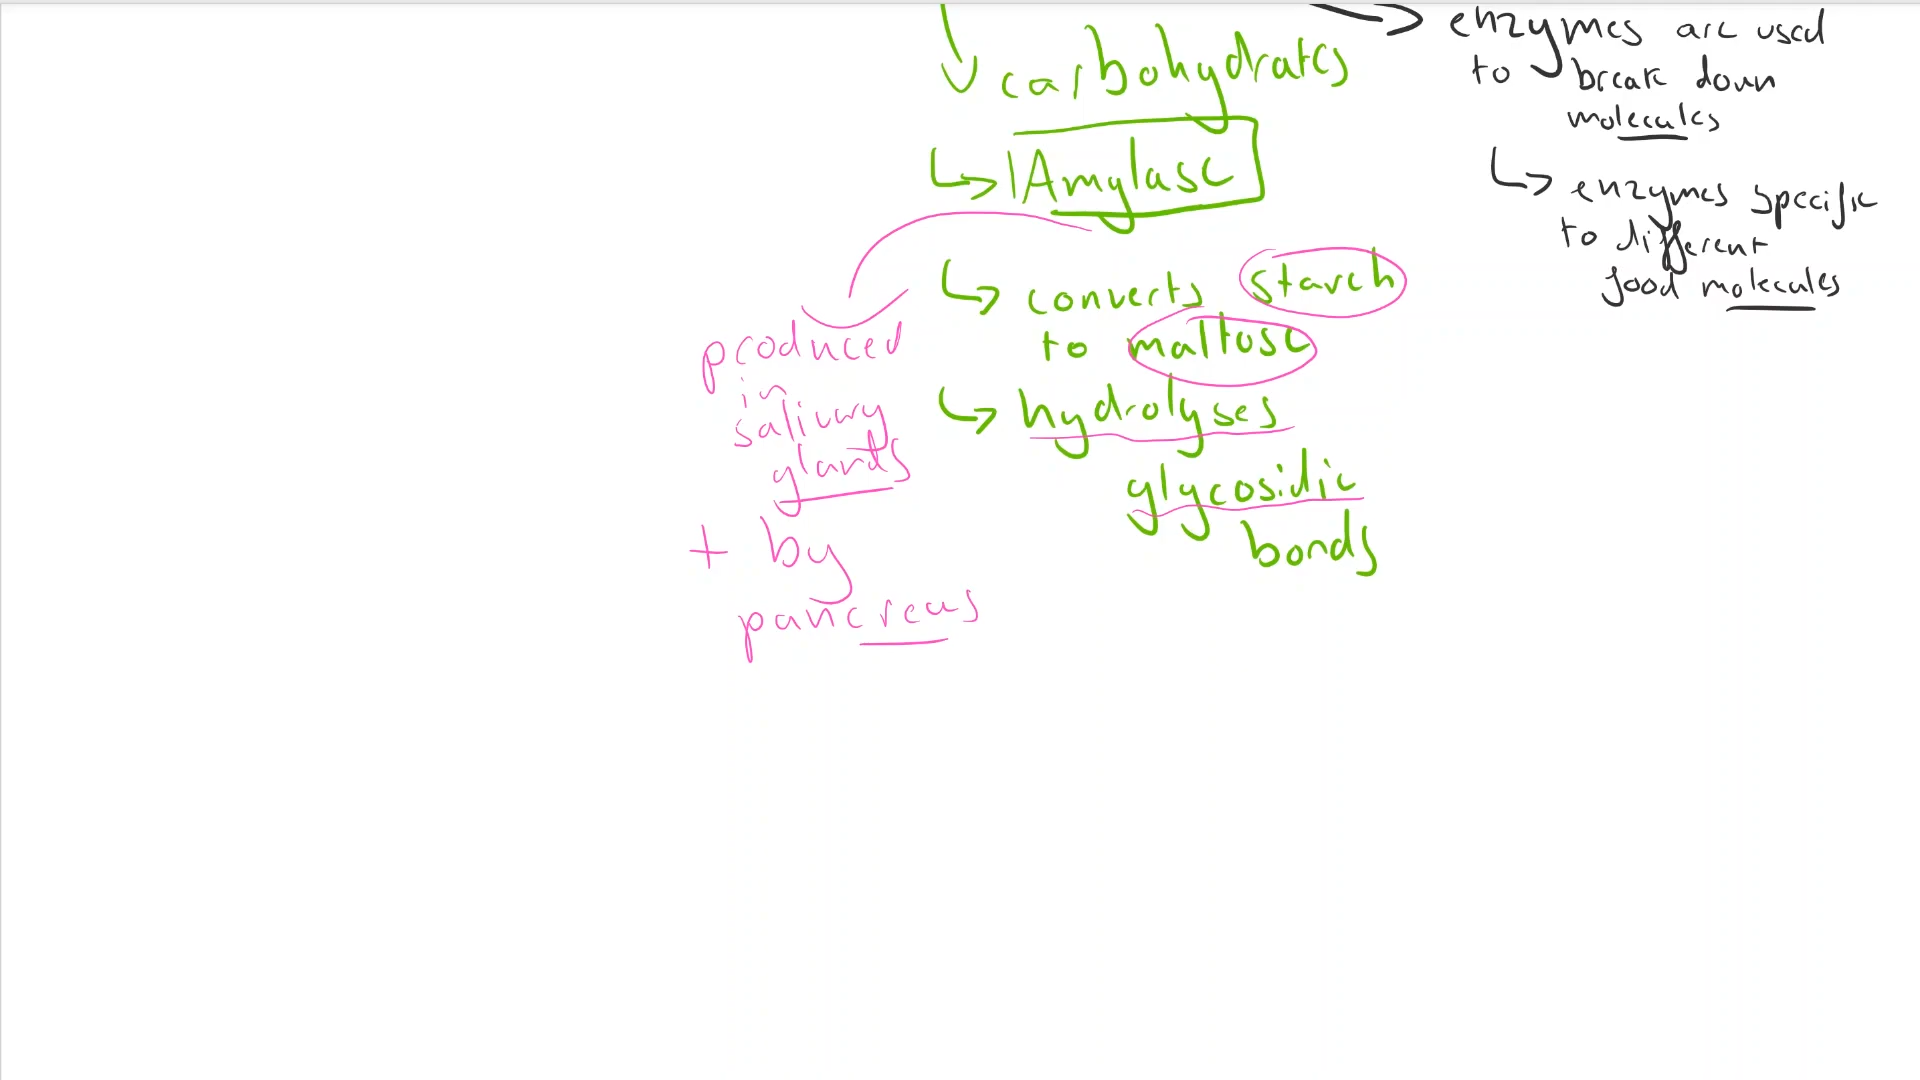 carbohydrates
↳ Amylase
↳ converts starch
to maltose
↳ hydrolyses
glycosidic
bonds
produced
in
salivary
glands
+ by
pancreas
→ enzymes are used
to break down
molecules
↳ enzymes specific
to different
food molecules